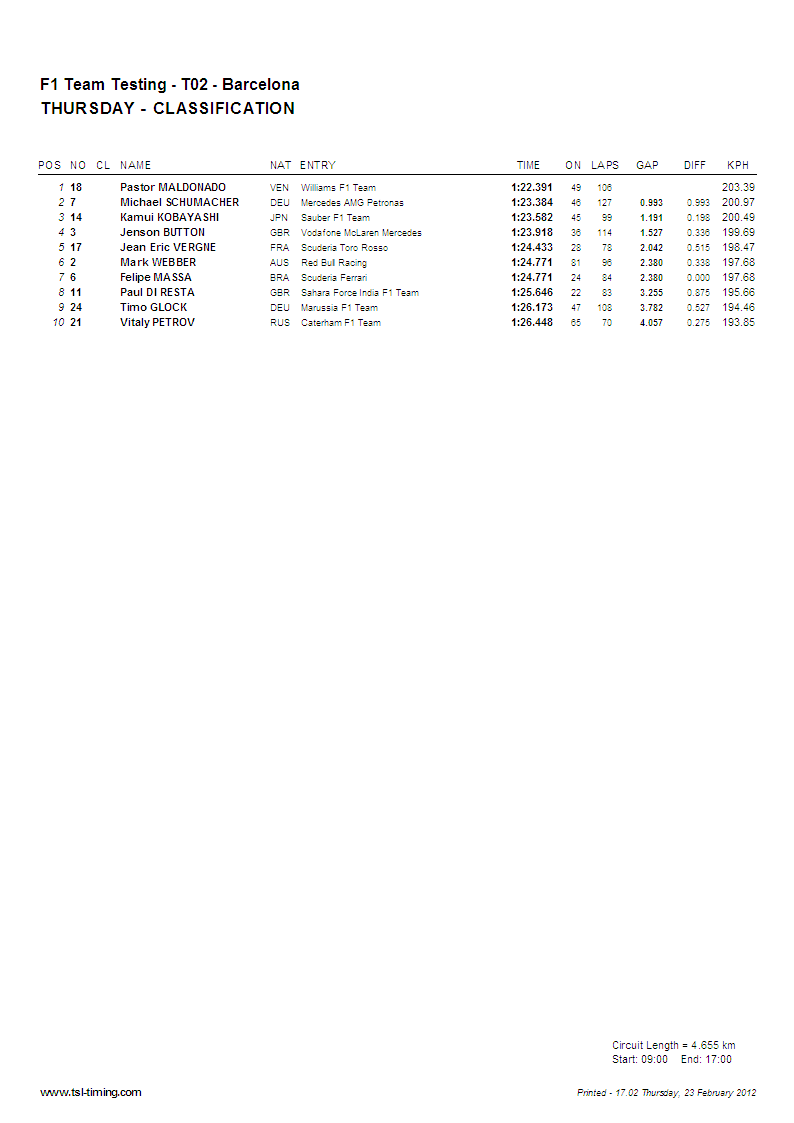 F1 Team Testing - T02 - Barcelona
THURSDAY - CLASSIFICATION
POS NO CL NAME NAT ENTRY TIME ON LAPS GAP DIFF KPH
1 18 Pastor MALDONADO VEN Williams F1 Team 1:22.391 49 106 203.39
2 7 Michael SCHUMACHER DEU Mercedes AMG Petronas 1:23.384 46 127 0.993 0.993 200.97
3 14 Kamui KOBAYASHI JPN Sauber F1 Team 1:23.582 45 99 1.191 0.198 200.49
4 3 Jenson BUTTON GBR Vodafone McLaren Mercedes 1:23.918 36 114 1.527 0.336 199.69
5 17 Jean Eric VERGNE FRA Scuderia Toro Rosso 1:24.433 28 78 2.042 0.515 198.47
6 2 Mark WEBBER AUS Red Bull Racing 1:24.771 81 96 2.380 0.338 197.68
7 6 Felipe MASSA BRA Scuderia Ferrari 1:24.771 24 84 2.380 0.000 197.68
8 11 Paul DI RESTA GBR Sahara Force India F1 Team 1:25.646 22 83 3.255 0.875 195.66
9 24 Timo GLOCK DEU Marussia F1 Team 1:26.173 47 108 3.782 0.527 194.46
10 21 Vitaly PETROV RUS Caterham F1 Team 1:26.448 65 70 4.057 0.275 193.85
Circuit Length = 4.655 km
Start: 09:00 End: 17:00
www.tsl-timing.com Printed - 17:02 Thursday, 23 February 2012